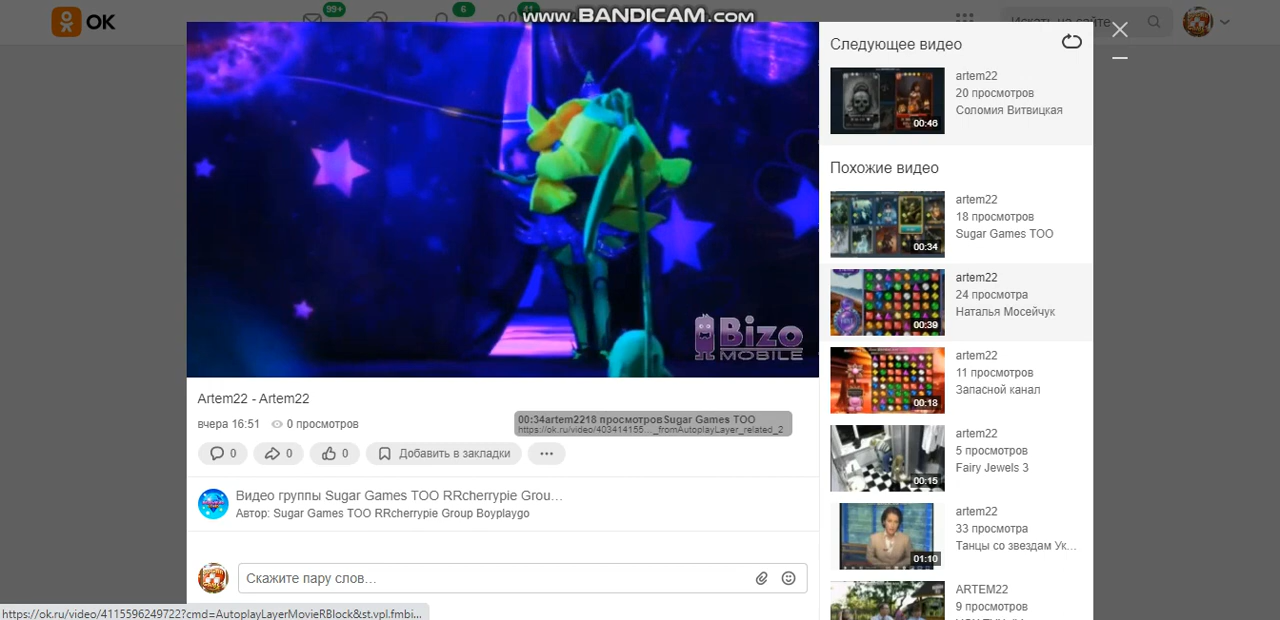 www.BANDICAM.com
OK
99+
6
41
Искать на сайте
Bizo
MOBILE
Artem22 - Artem22
вчера 16:51
0 просмотров
00:34artem2218 просмотровSugar Games TOO
https://ok.ru/video/403414155..._fromAutoplayLayer_related_2
0
0
0
Добавить в закладки
Видео группы Sugar Games TOO RRcherrypie Grou…
Автор: Sugar Games TOO RRcherrypie Group Boyplaygo
Скажите пару слов…
https://ok.ru/video/4115596249722?cmd=AutoplayLayerMovieRBlock&st.vpl.fmbi...
Следующее видео
00:46
artem22
20 просмотров
Соломия Витвицкая
Похожие видео
00:34
artem22
18 просмотров
Sugar Games TOO
00:39
artem22
24 просмотра
Наталья Мосейчук
00:18
artem22
11 просмотров
Запасной канал
00:15
artem22
5 просмотров
Fairy Jewels 3
01:10
artem22
33 просмотра
Танцы со звездам Ук…
ARTEM22
9 просмотров